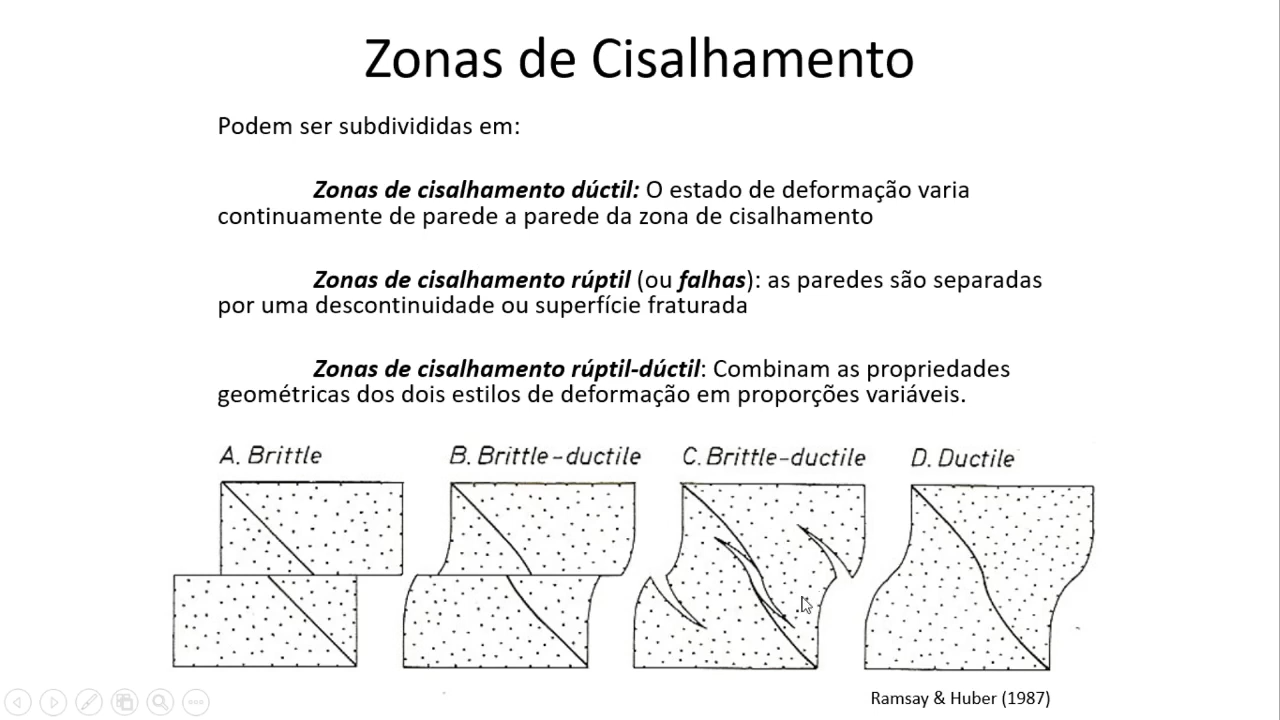 Zonas de Cisalhamento
Podem ser subdivididas em:
Zonas de cisalhamento dúctil: O estado de deformação varia
continuamente de parede a parede da zona de cisalhamento
Zonas de cisalhamento rúptil (ou falhas): as paredes são separadas
por uma descontinuidade ou superfície fraturada
Zonas de cisalhamento rúptil-dúctil: Combinam as propriedades
geométricas dos dois estilos de deformação em proporções variáveis.
A. Brittle
B. Brittle-ductile
C. Brittle-ductile
D. Ductile
Ramsay & Huber (1987)